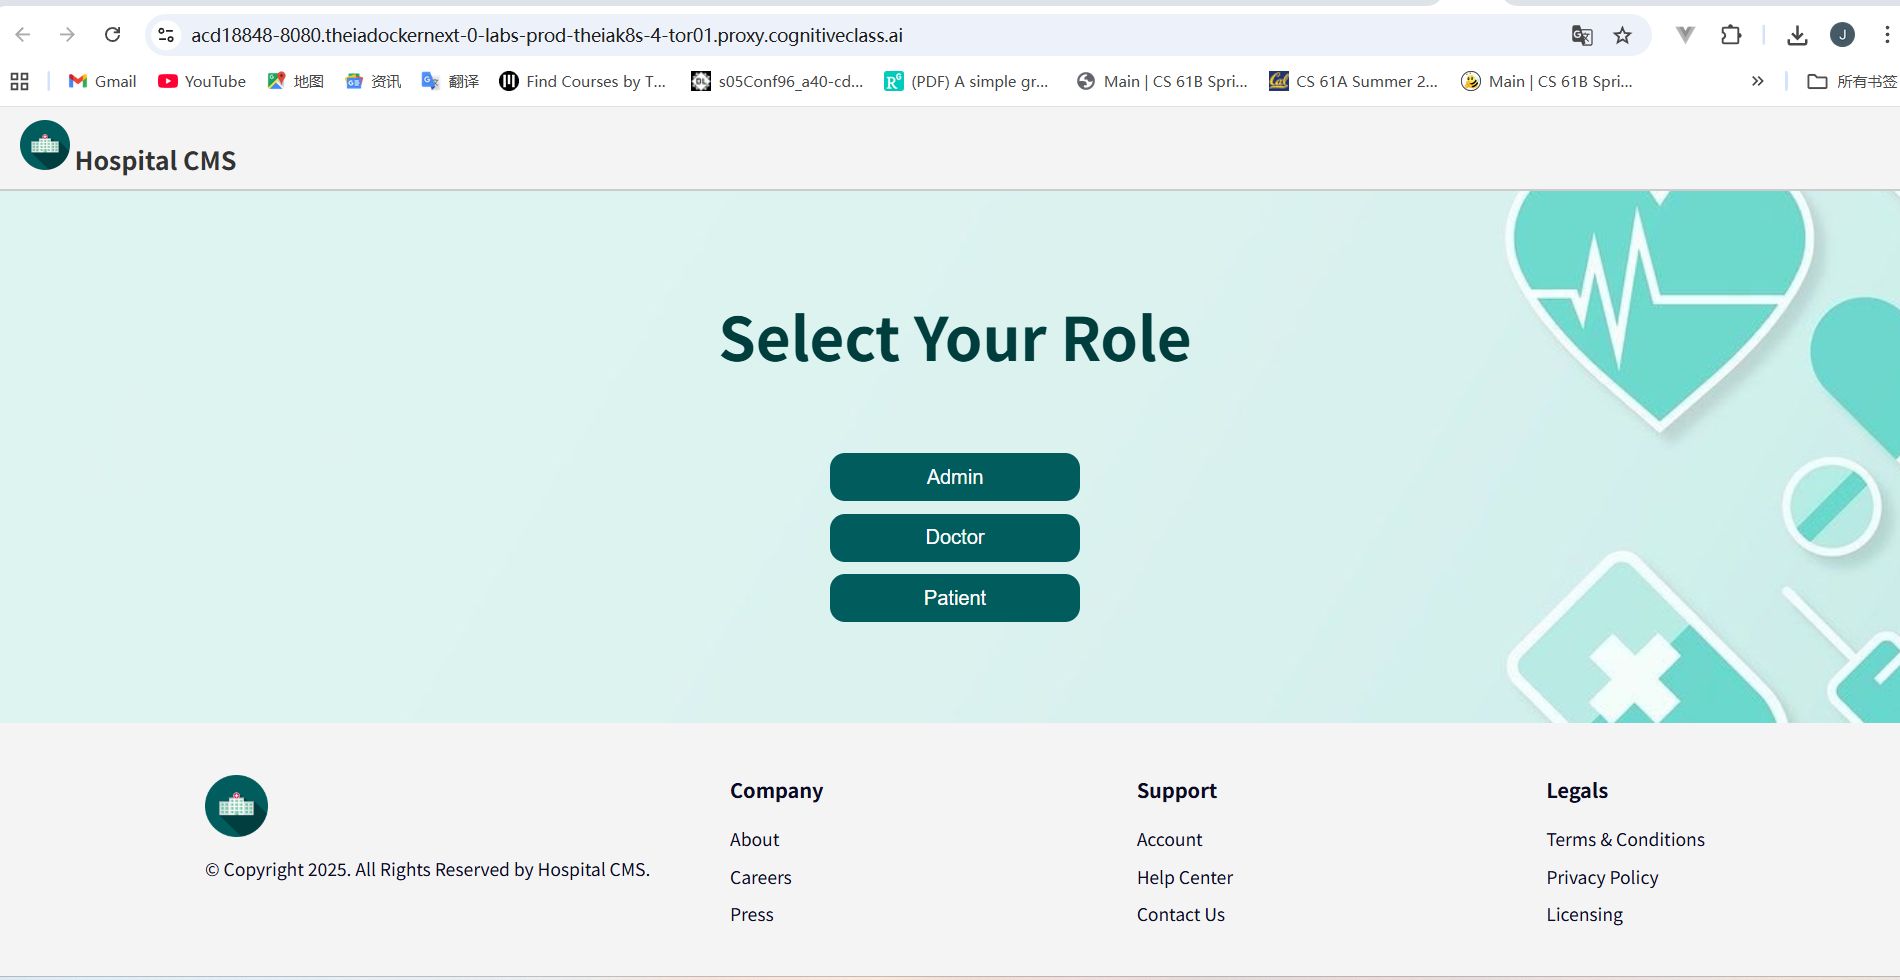 acd18848-8080.theiadockernext-0-labs-prod-theiak8s-4-tor01.proxy.cognitiveclass.ai
J
Gmail
YouTube
地图
资讯
翻译
Find Courses by T...
s05Conf96_a40-cd...
(PDF) A simple gr...
Main | CS 61B Spri...
CS 61A Summer 2...
Main | CS 61B Spri...
所有书签
Hospital CMS
Select Your Role
Admin
Doctor
Patient
© Copyright 2025. All Rights Reserved by Hospital CMS.
Company
About
Careers
Press
Support
Account
Help Center
Contact Us
Legals
Terms & Conditions
Privacy Policy
Licensing